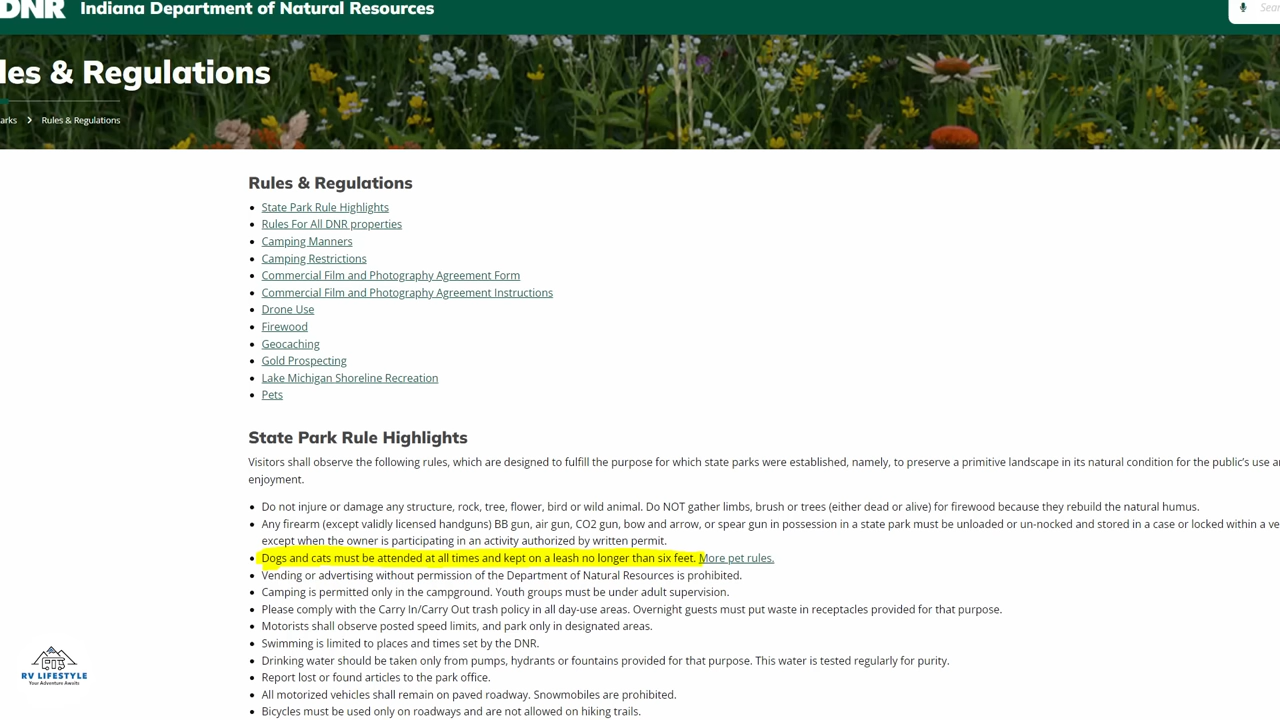 DNR Indiana Department of Natural Resources
Sear
les & Regulations
arks > Rules & Regulations
Rules & Regulations
• State Park Rule Highlights
• Rules For All DNR properties
• Camping Manners
• Camping Restrictions
• Commercial Film and Photography Agreement Form
• Commercial Film and Photography Agreement Instructions
• Drone Use
• Firewood
• Geocaching
• Gold Prospecting
• Lake Michigan Shoreline Recreation
• Pets
State Park Rule Highlights
Visitors shall observe the following rules, which are designed to fulfill the purpose for which state parks were established, namely, to preserve a primitive landscape in its natural condition for the public's use a
enjoyment.
• Do not injure or damage any structure, rock, tree, flower, bird or wild animal. Do NOT gather limbs, brush or trees (either dead or alive) for firewood because they rebuild the natural humus.
• Any firearm (except validly licensed handguns) BB gun, air gun, CO2 gun, bow and arrow, or spear gun in possession in a state park must be unloaded or un-nocked and stored in a case or locked within a ve
except when the owner is participating in an activity authorized by written permit.
• Dogs and cats must be attended at all times and kept on a leash no longer than six feet. More pet rules.
• Vending or advertising without permission of the Department of Natural Resources is prohibited.
• Camping is permitted only in the campground. Youth groups must be under adult supervision.
• Please comply with the Carry In/Carry Out trash policy in all day-use areas. Overnight guests must put waste in receptacles provided for that purpose.
• Motorists shall observe posted speed limits, and park only in designated areas.
• Swimming is limited to places and times set by the DNR.
• Drinking water should be taken only from pumps, hydrants or fountains provided for that purpose. This water is tested regularly for purity.
• Report lost or found articles to the park office.
• All motorized vehicles shall remain on paved roadway. Snowmobiles are prohibited.
• Bicycles must be used only on roadways and are not allowed on hiking trails.
RV LIFESTYLE
Your Adventure Awaits